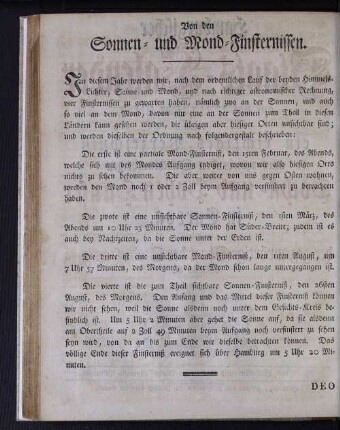 Von den
Sonnen- und Mond-Finsternissen.
In diesem Jahr werden wir, nach dem ordentlichen Lauf der beyden Himmels-
Lichter, Sonne und Mond, und nach richtiger astronomischer Rechnung,
vier Finsternissen zu gewarten haben, nämlich zwo an der Sonnen, und auch
so viel an dem Mond, davon nur eine an der Sonnen zum Theil in diesen
Ländern kann gesehen werden, die übrigen aber hiesiger Orten unsichtbar sind;
und werden dieselben der Ordnung nach folgendergestalt beschrieben:
Die erste ist eine partiale Mond-Finsterniß, den 15ten Februar, des Abends,
welche sich mit des Mondes Aufgang endiget, wovon wir also hiesigen Orts
nichts zu sehen bekommen. Die aber weiter von uns gegen Osten wohnen,
werden den Mond noch 1 oder 2 Zoll beym Aufgang verfinstert zu betrachten
haben.
Die zwote ist eine unsichtbare Sonnen-Finsterniß, den 1sten März, des
Abends um 10 Uhr 23 Minuten. Der Mond hat Süder-Breite; zudem ist es
auch bey Nachtzeiten, da die Sonne unter der Erden ist.
Die dritte ist eine unsichtbare Mond-Finsterniß, den 11ten August, um
7 Uhr 57 Minuten, des Morgens, da der Mond schon lange untergegangen ist.
Die vierte ist die zum Theil sichtbare Sonnen-Finsterniß, den 26sten
August, des Morgens. Den Anfang und das Mittel dieser Finsterniß können
wir nicht sehen, weil die Sonne alsdenn noch unter dem Gesichts-Kreis be-
findlich ist. Um 5 Uhr 2 Minuten aber gehet die Sonne auf, da sie alsdenn
am Obertheile auf 2 Zoll 49 Minuten beym Aufgang noch verfinstert zu sehen
seyn wird, von da an bis zum Ende wir dieselbe betrachten können. Das
völlige Ende dieser Finsterniß ereignet sich über Hamburg um 5 Uhr 20 Mi-
nuten.
DEO